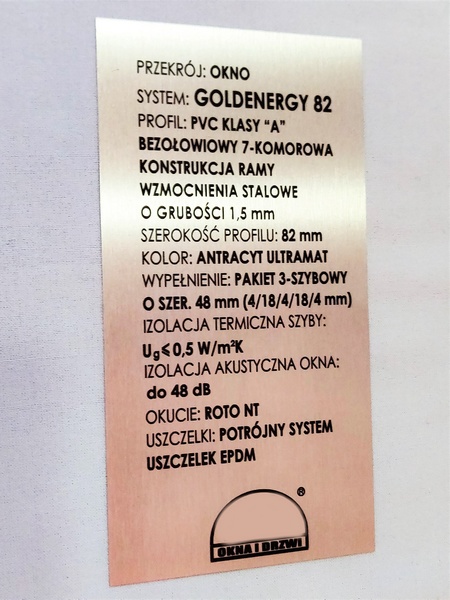 PRZEKRÓJ: OKNO
SYSTEM: GOLDENERGY 82
PROFIL: PVC KLASY “A”
BEZOŁOWIOWY 7-KOMOROWA
KONSTRUKCJA RAMY
WZMOCNIENIA STALOWE
O GRUBOŚCI 1,5 mm
SZEROKOŚĆ PROFILU: 82 mm
KOLOR: ANTRACYT ULTRAMAT
WYPEŁNIENIE: PAKIET 3-SZYBOWY
O SZER. 48 mm (4/18/4/18/4 mm)
IZOLACJA TERMICZNA SZYBY:
Ug⩽0,5 W/m²K
IZOLACJA AKUSTYCZNA OKNA:
do 48 dB
OKUCIE: ROTO NT
USZCZELKI: POTRÓJNY SYSTEM
USZCZELEK EPDM
®
OKNA I DRZWI